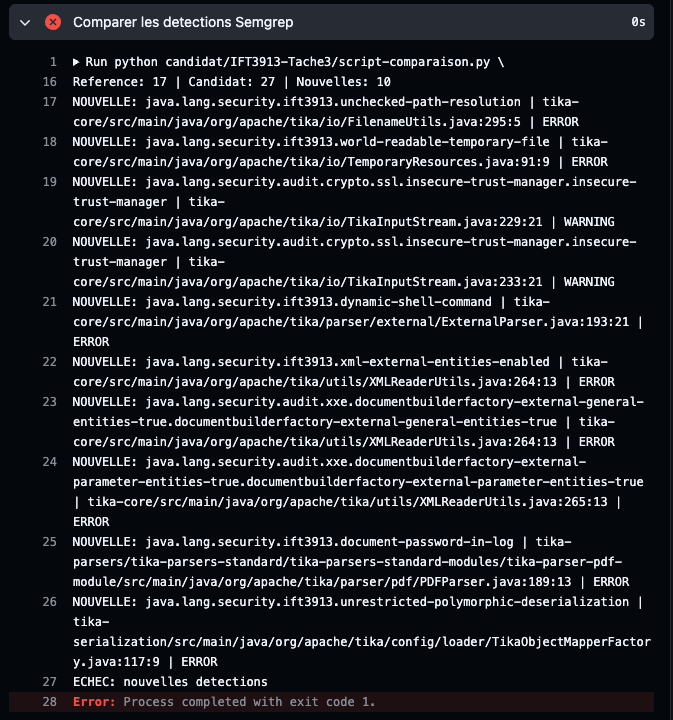 Comparer les detections Semgrep 0s
1 Run python candidat/IFT3913-Tache3/script-comparaison.py \
16 Reference: 17 | Candidat: 27 | Nouvelles: 10
17 NOUVELLE: java.lang.security.ift3913.unchecked-path-resolution | tika-
core/src/main/java/org/apache/tika/io/FilenameUtils.java:295:5 | ERROR
18 NOUVELLE: java.lang.security.ift3913.world-readable-temporary-file | tika-
core/src/main/java/org/apache/tika/io/TemporaryResources.java:91:9 | ERROR
19 NOUVELLE: java.lang.security.audit.crypto.ssl.insecure-trust-manager.insecure-
trust-manager | tika-
core/src/main/java/org/apache/tika/io/TikaInputStream.java:229:21 | WARNING
20 NOUVELLE: java.lang.security.audit.crypto.ssl.insecure-trust-manager.insecure-
trust-manager | tika-
core/src/main/java/org/apache/tika/io/TikaInputStream.java:233:21 | WARNING
21 NOUVELLE: java.lang.security.ift3913.dynamic-shell-command | tika-
core/src/main/java/org/apache/tika/parser/external/ExternalParser.java:193:21 |
ERROR
22 NOUVELLE: java.lang.security.ift3913.xml-external-entities-enabled | tika-
core/src/main/java/org/apache/tika/utils/XMLReaderUtils.java:264:13 | ERROR
23 NOUVELLE: java.lang.security.audit.xxe.documentbuilderfactory-external-general-
entities-true.documentbuilderfactory-external-general-entities-true | tika-
core/src/main/java/org/apache/tika/utils/XMLReaderUtils.java:264:13 | ERROR
24 NOUVELLE: java.lang.security.audit.xxe.documentbuilderfactory-external-
parameter-entities-true.documentbuilderfactory-external-parameter-entities-true
| tika-core/src/main/java/org/apache/tika/utils/XMLReaderUtils.java:265:13 |
ERROR
25 NOUVELLE: java.lang.security.ift3913.document-password-in-log | tika-
parsers/tika-parsers-standard/tika-parsers-standard-modules/tika-parser-pdf-
module/src/main/java/org/apache/tika/parser/pdf/PDFParser.java:189:13 | ERROR
26 NOUVELLE: java.lang.security.ift3913.unrestricted-polymorphic-deserialization |
tika-
serialization/src/main/java/org/apache/tika/config/loader/TikaObjectMapperFactor
y.java:117:9 | ERROR
27 ECHEC: nouvelles detections
28 Error: Process completed with exit code 1.